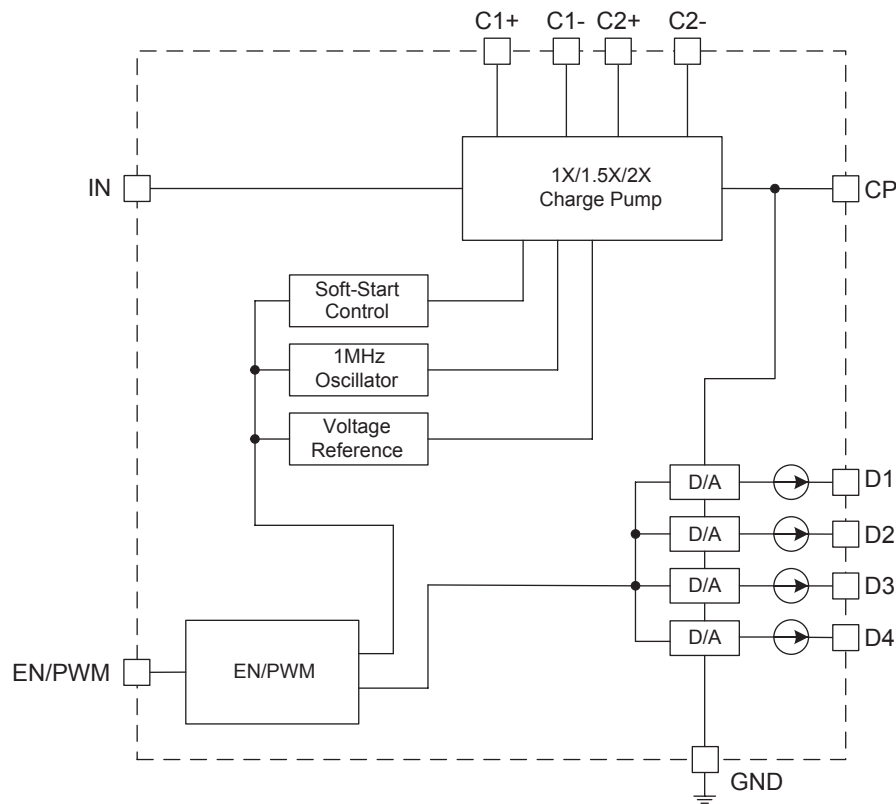 C1+ C1- C2+ C2-
IN
1X/1.5X/2X
Charge Pump
CP
Soft-Start
Control
1MHz
Oscillator
Voltage
Reference
D/A
D1
D/A
D2
D/A
D3
D/A
D4
EN/PWM
EN/PWM
GND